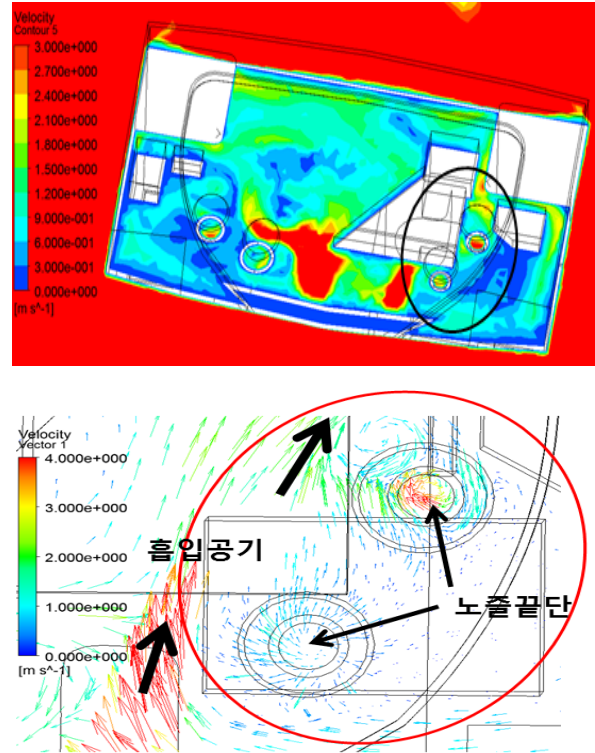 Velocity
Contour 5
3.000e+000
2.700e+000
2.400e+000
2.100e+000
1.800e+000
1.500e+000
1.200e+000
9.000e-001
6.000e-001
3.000e-001
0.000e+000
[m s^-1]
Velocity
Vector 1
4.000e+000
3.000e+000
흡입공기
2.000e+000
노줄끝단
1.000e+000
0.000e+000
[m s^-1]